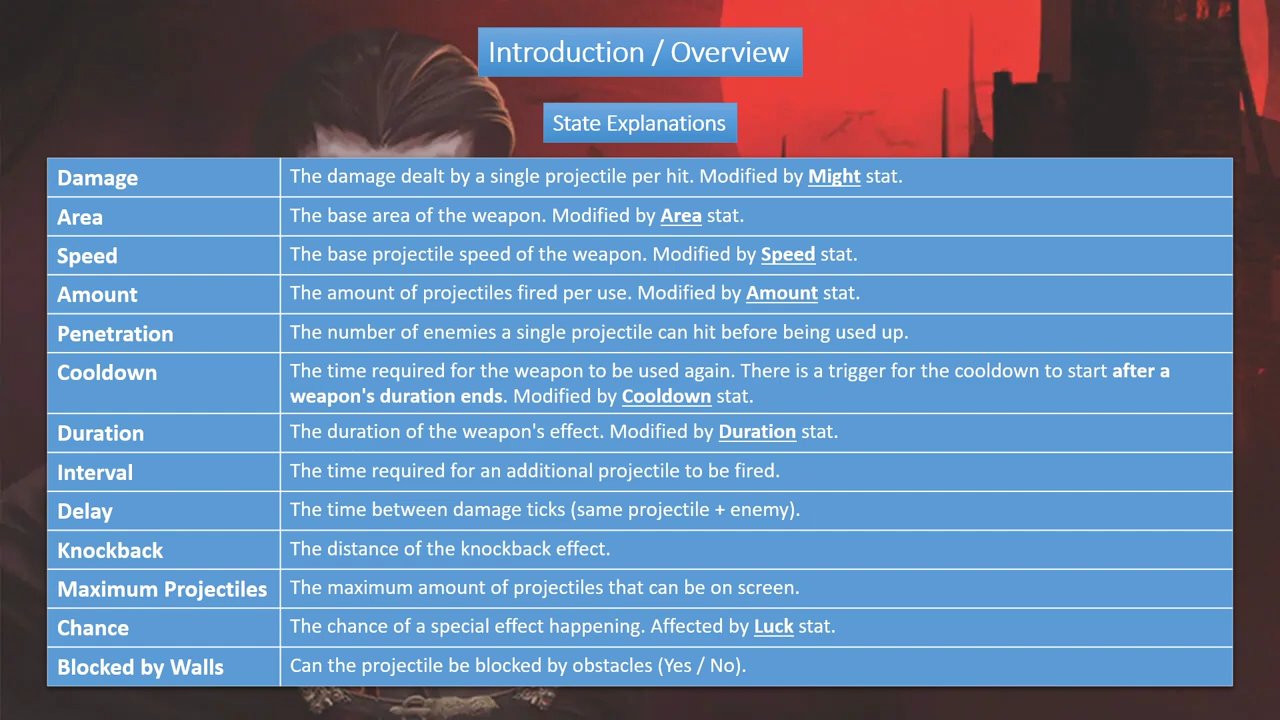 Introduction / Overview
State Explanations
Damage
The damage dealt by a single projectile per hit. Modified by Might stat.
Area
The base area of the weapon. Modified by Area stat.
Speed
The base projectile speed of the weapon. Modified by Speed stat.
Amount
The amount of projectiles fired per use. Modified by Amount stat.
Penetration
The number of enemies a single projectile can hit before being used up.
Cooldown
The time required for the weapon to be used again. There is a trigger for the cooldown to start after a
weapon's duration ends. Modified by Cooldown stat.
Duration
The duration of the weapon's effect. Modified by Duration stat.
Interval
The time required for an additional projectile to be fired.
Delay
The time between damage ticks (same projectile + enemy).
Knockback
The distance of the knockback effect.
Maximum Projectiles
The maximum amount of projectiles that can be on screen.
Chance
The chance of a special effect happening. Affected by Luck stat.
Blocked by Walls
Can the projectile be blocked by obstacles (Yes / No).